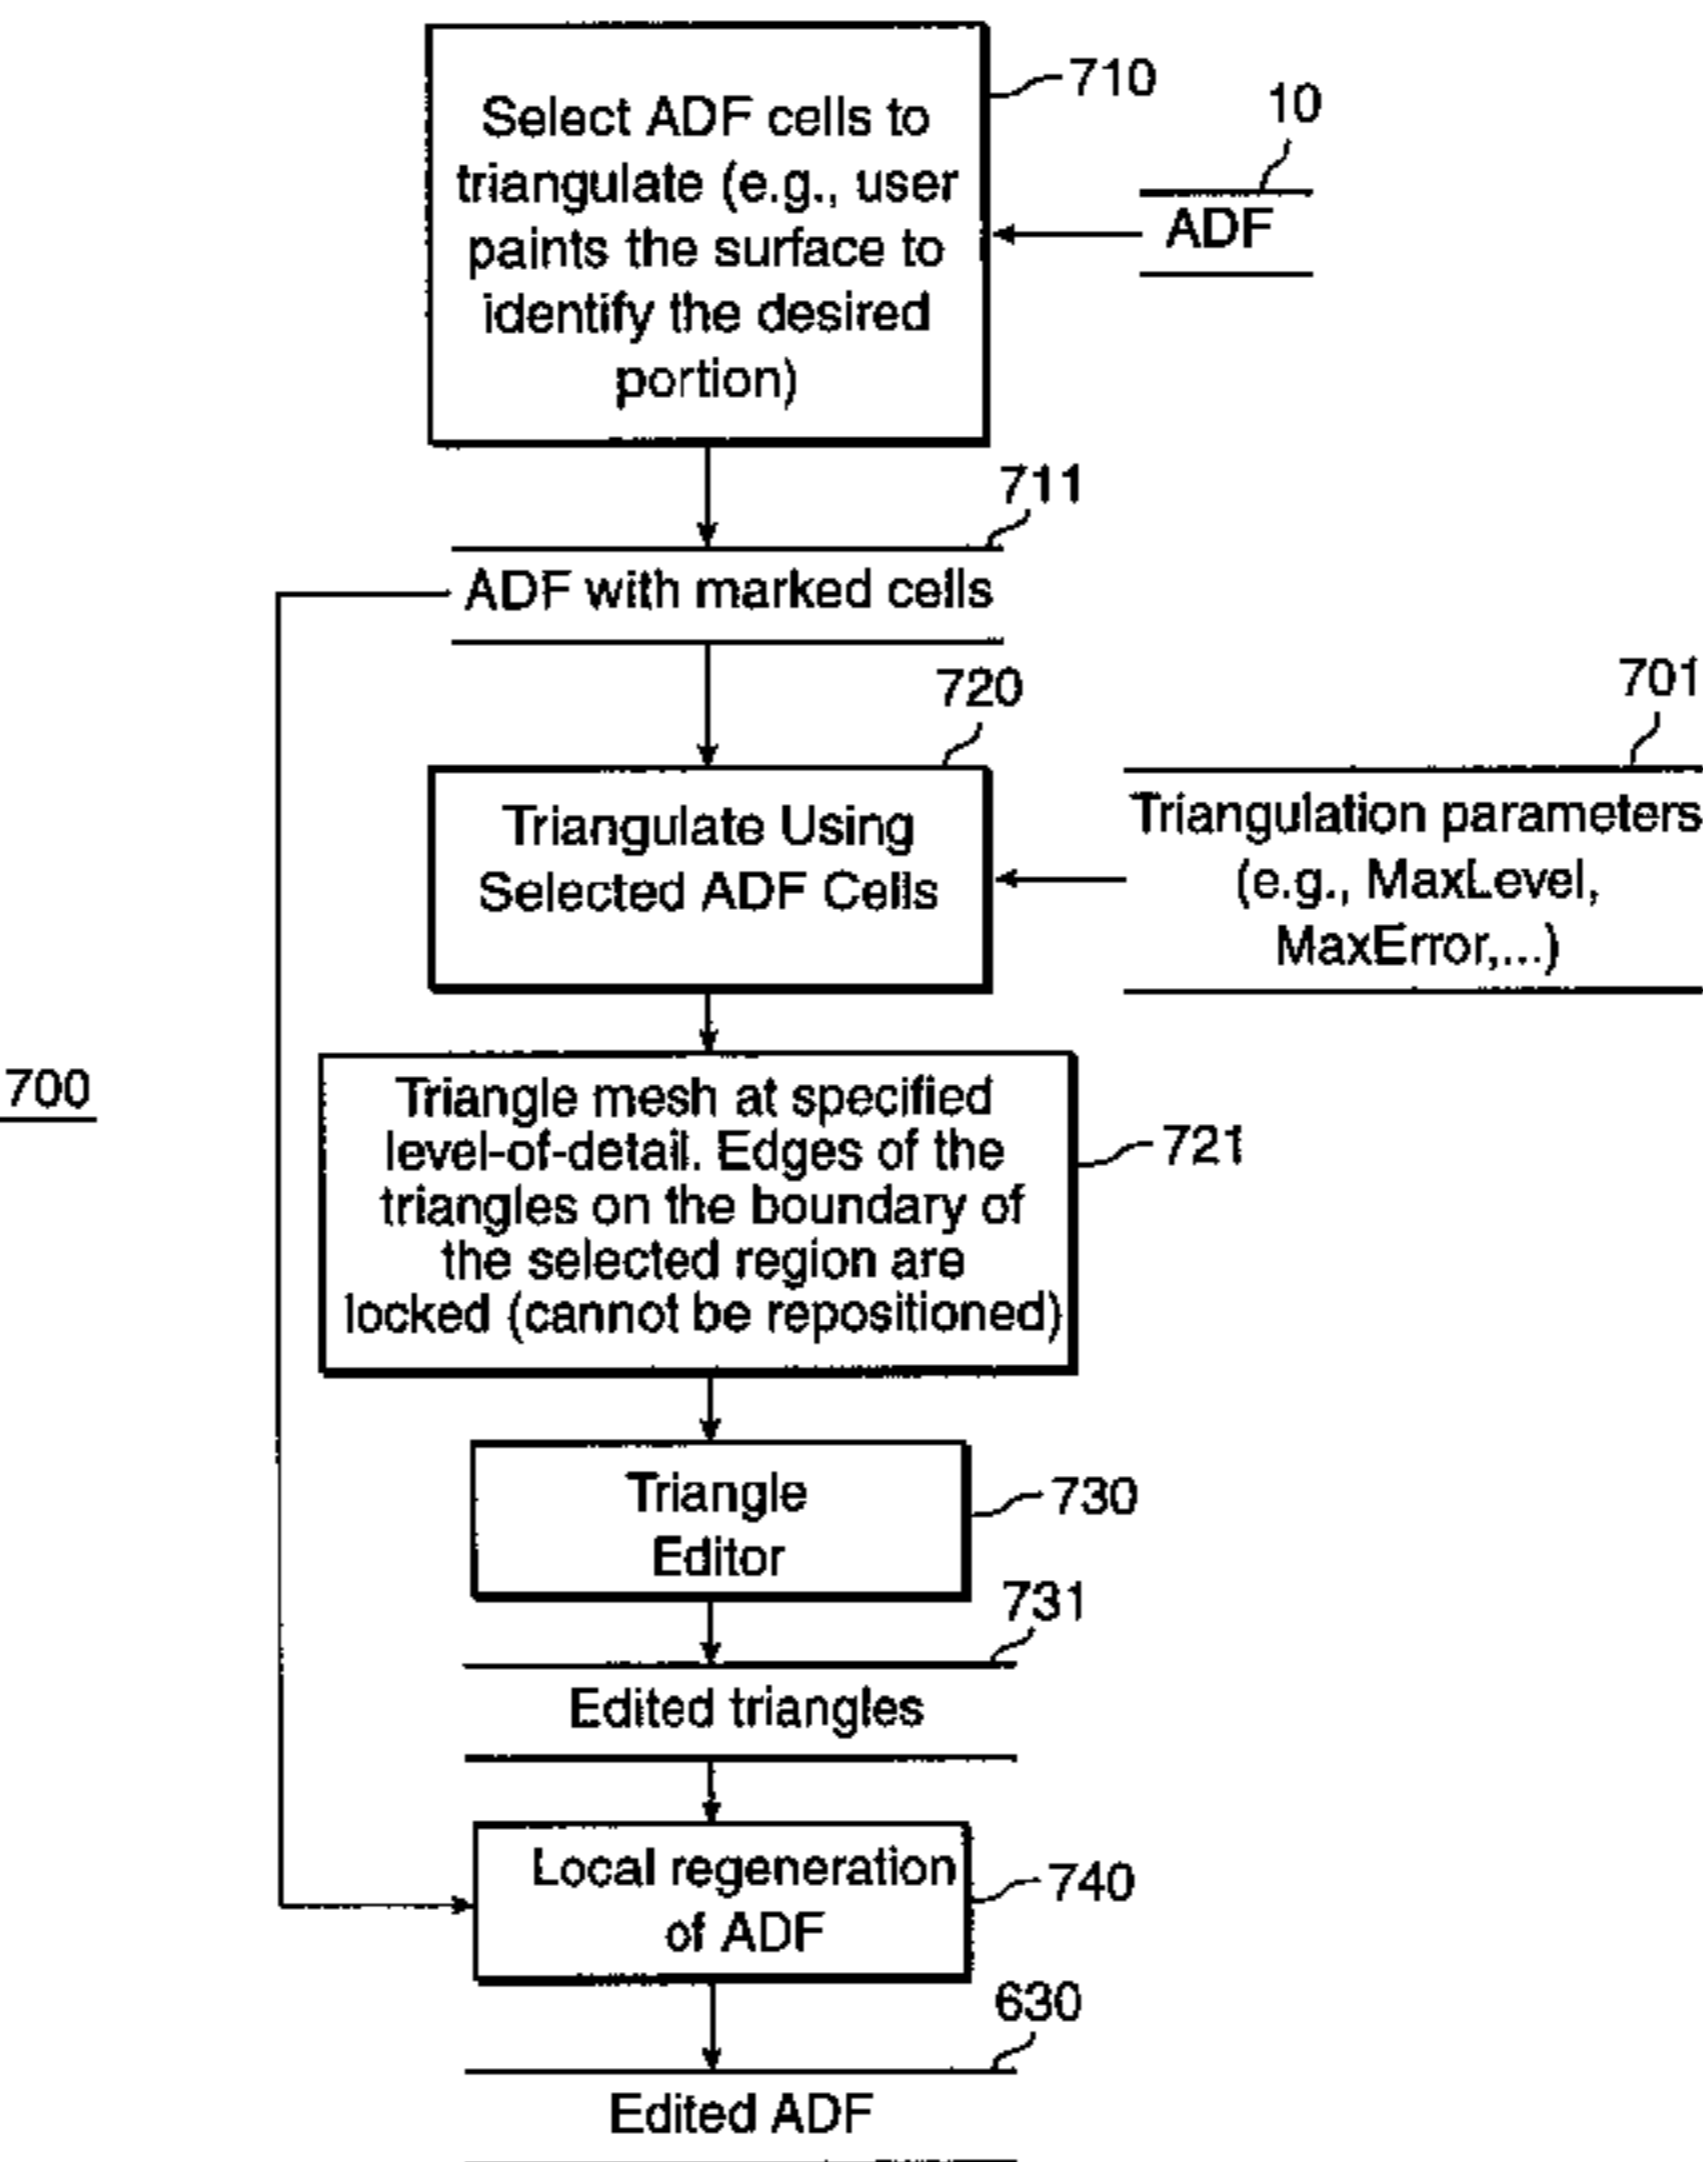 710
Select ADF cells to
triangulate (e.g., user
paints the surface to
identify the desired
portion)
10
ADF
711
ADF with marked cells
720
Triangulate Using
Selected ADF Cells
701
Triangulation parameters
(e.g., MaxLevel,
MaxError,...)
700
Triangle mesh at specified
level-of-detail. Edges of the
triangles on the boundary of
the selected region are
locked (cannot be repositioned)
721
Triangle
Editor
730
731
Edited triangles
Local regeneration
of ADF
740
630
Edited ADF